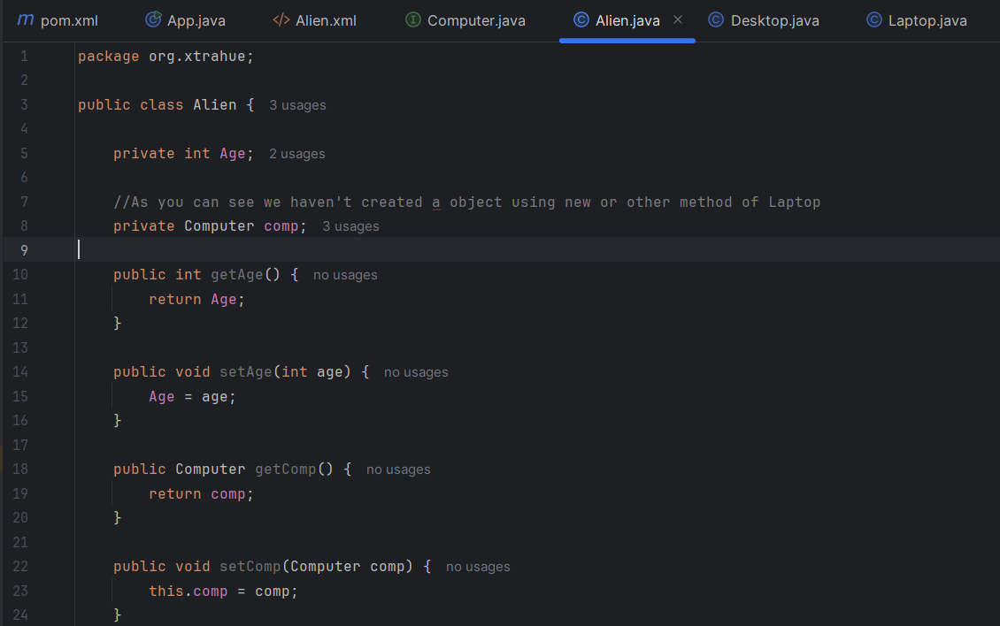 pom.xml App.java Alien.xml Computer.java Alien.java Desktop.java Laptop.java
1 package org.xtrahue;
2
3 public class Alien { 3 usages
4
5 private int Age; 2 usages
6
7 //As you can see we haven't created a object using new or other method of Laptop
8 private Computer comp; 3 usages
9
10 public int getAge() { no usages
11 return Age;
12 }
13
14 public void setAge(int age) { no usages
15 Age = age;
16 }
17
18 public Computer getComp() { no usages
19 return comp;
20 }
21
22 public void setComp(Computer comp) { no usages
23 this.comp = comp;
24 }